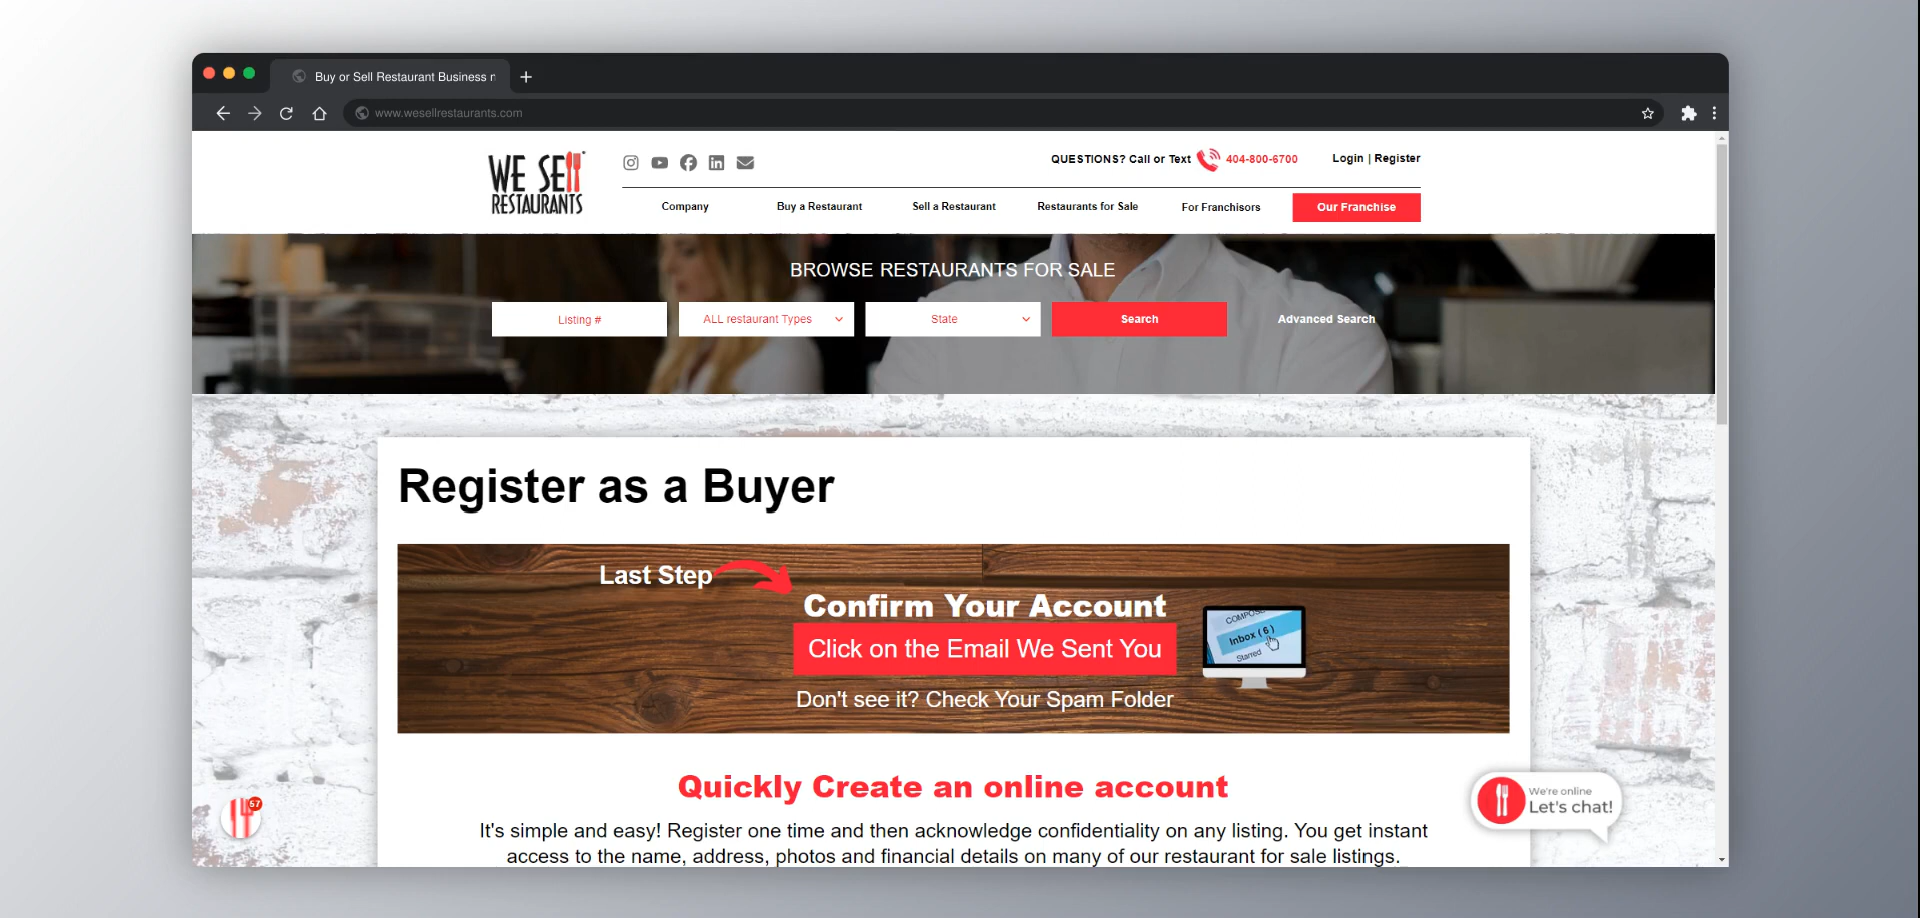 Buy or Sell Restaurant Business n
www.wesellrestaurants.com
WE SELL
RESTAURANTS
QUESTIONS? Call or Text 404-800-6700
Login | Register
Company
Buy a Restaurant
Sell a Restaurant
Restaurants for Sale
For Franchisors
Our Franchise
BROWSE RESTAURANTS FOR SALE
Listing #
ALL restaurant Types
State
Search
Advanced Search
Register as a Buyer
Last Step
Confirm Your Account
Click on the Email We Sent You
Don't see it? Check Your Spam Folder
COMPOSE
Inbox (6)
Starred
Quickly Create an online account
It's simple and easy! Register one time and then acknowledge confidentiality on any listing. You get instant
access to the name, address, photos and financial details on many of our restaurant for sale listings.
57
We're online
Let's chat!